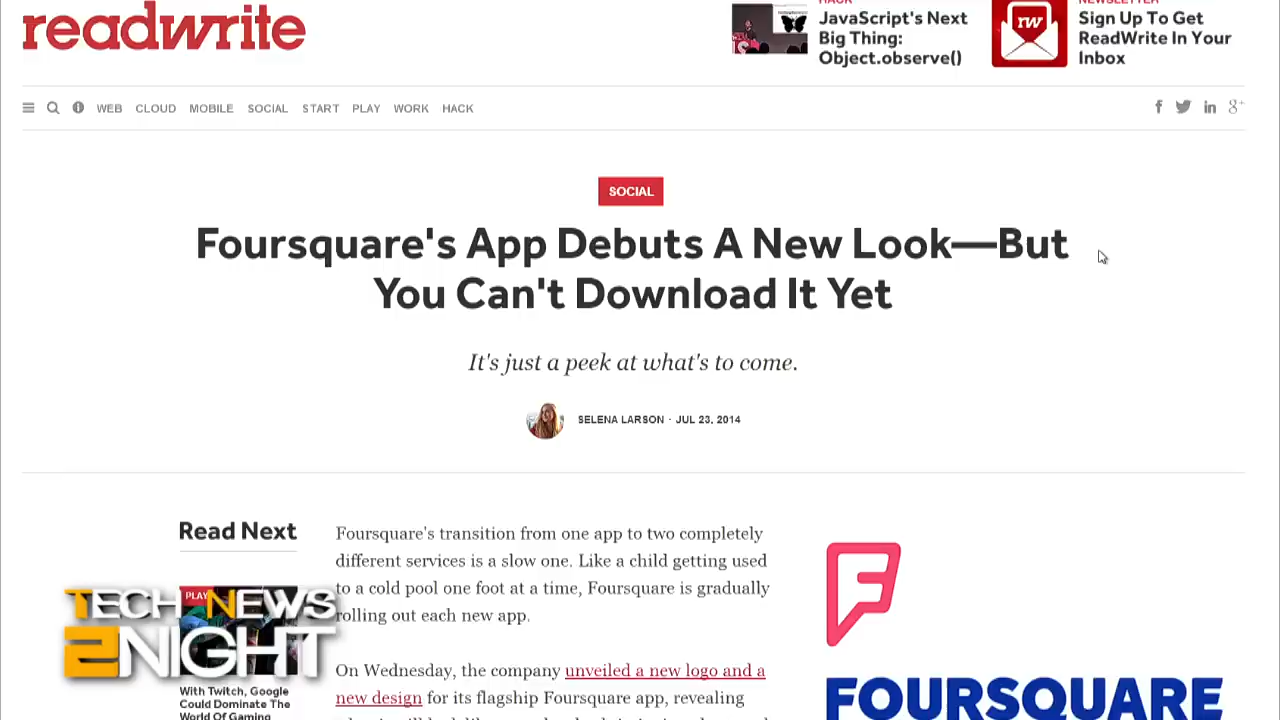 readwrite
HACK
JavaScript's Next
Big Thing:
Object.observe()
rw
NEWSLETTER
Sign Up To Get
ReadWrite In Your
Inbox
WEB CLOUD MOBILE SOCIAL START PLAY WORK HACK
SOCIAL
Foursquare's App Debuts A New Look—But
You Can't Download It Yet
It's just a peek at what's to come.
SELENA LARSON · JUL 23, 2014
Read Next
PLAY
With Twitch, Google
Could Dominate The
World Of Gaming
Foursquare's transition from one app to two completely
different services is a slow one. Like a child getting used
to a cold pool one foot at a time, Foursquare is gradually
rolling out each new app.
On Wednesday, the company unveiled a new logo and a
new design for its flagship Foursquare app, revealing
FOURSQUARE
TECH NEWS
2NIGHT